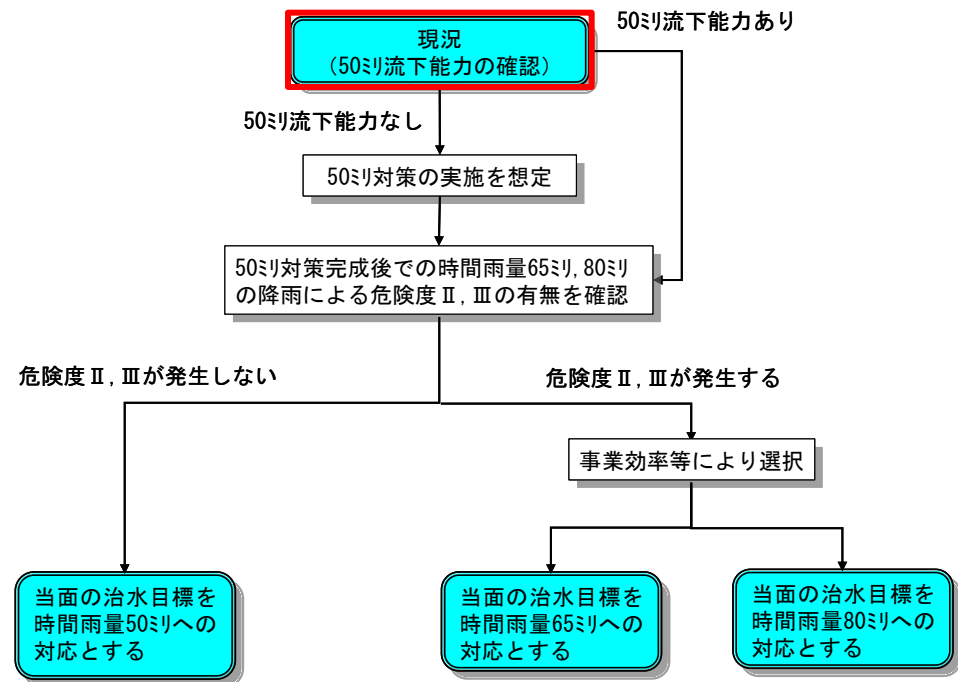 50ﾐﾘ流下能力あり
現況
（50ﾐﾘ流下能力の確認）
50ﾐﾘ流下能力なし
50ﾐﾘ対策の実施を想定
50ﾐﾘ対策完成後での時間雨量65ﾐﾘ,80ﾐﾘ
の降雨による危険度Ⅱ,Ⅲの有無を確認
危険度Ⅱ,Ⅲが発生しない
危険度Ⅱ,Ⅲが発生する
事業効率等により選択
当面の治水目標を
時間雨量50ﾐﾘへの
対応とする
当面の治水目標を
時間雨量65ﾐﾘへの
対応とする
当面の治水目標を
時間雨量80ﾐﾘへの
対応とする